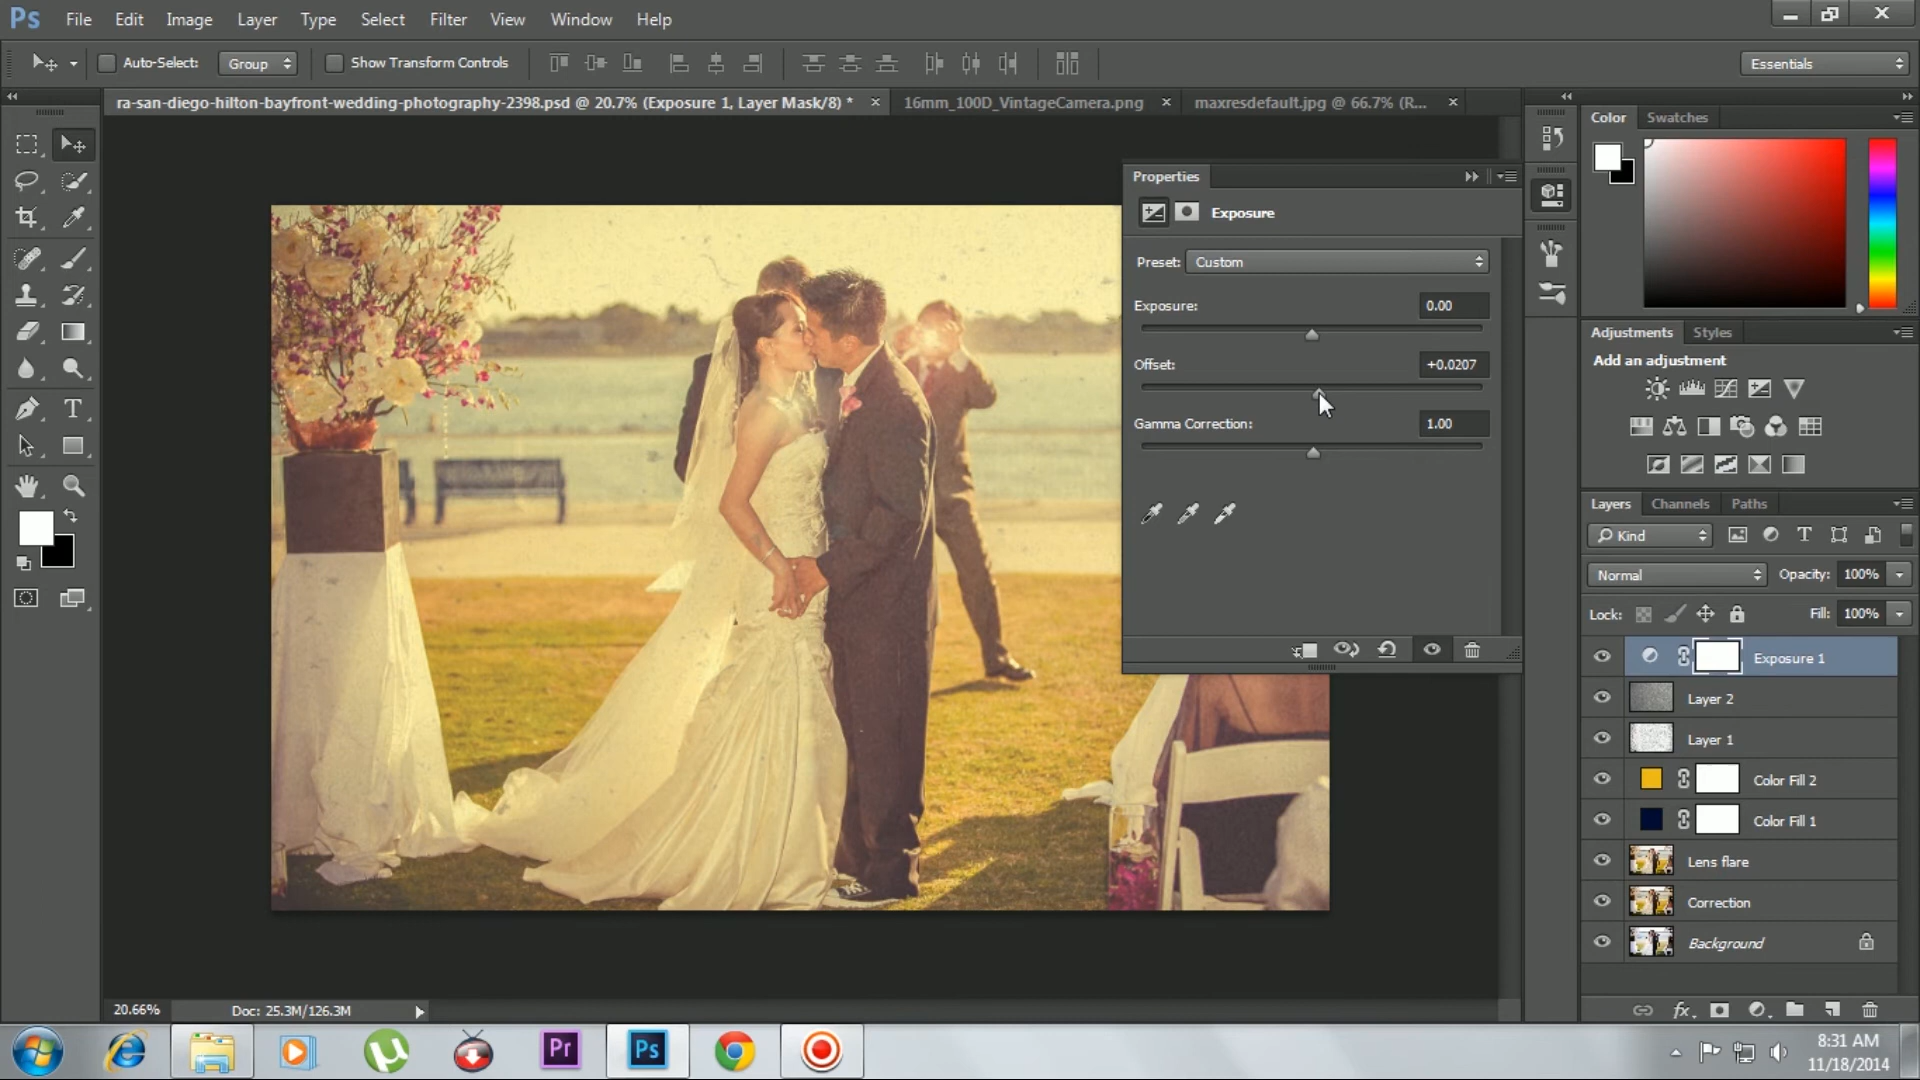 Ps File Edit Image Layer Type Select Filter View Window Help
Auto-Select: Group Show Transform Controls Essentials
ra-san-diego-hilton-bayfront-wedding-photography-2398.psd @ 20.7% (Exposure 1, Layer Mask/8) * 16mm_100D_VintageCamera.png maxresdefault.jpg @ 66.7% (R...
Color Swatches
Properties
Exposure
Preset: Custom
Exposure: 0.00
Offset: +0.0207
Gamma Correction: 1.00
Adjustments Styles
Add an adjustment
Layers Channels Paths
Kind
Normal Opacity: 100%
Lock: Fill: 100%
Exposure 1
Layer 2
Layer 1
Color Fill 2
Color Fill 1
Lens flare
Correction
Background
T
T
fx
20.66% Doc: 25.3M/126.3M
Pr Ps
8:31 AM
11/18/2014